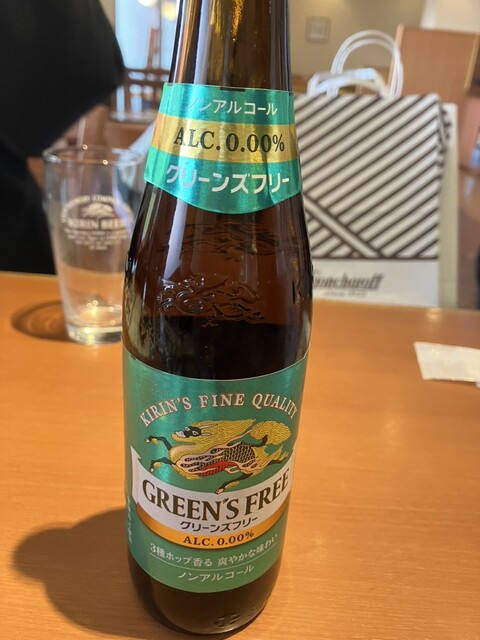 ノンアルコール
ALC.0.00%
グリーンズフリー
KIRIN'S FINE QUALITY
GREEN'S FREE
グリーンズフリー
ALC. 0.00%
3種ホップ香る 爽やかな味わい
ノンアルコール
KIRIN BEER